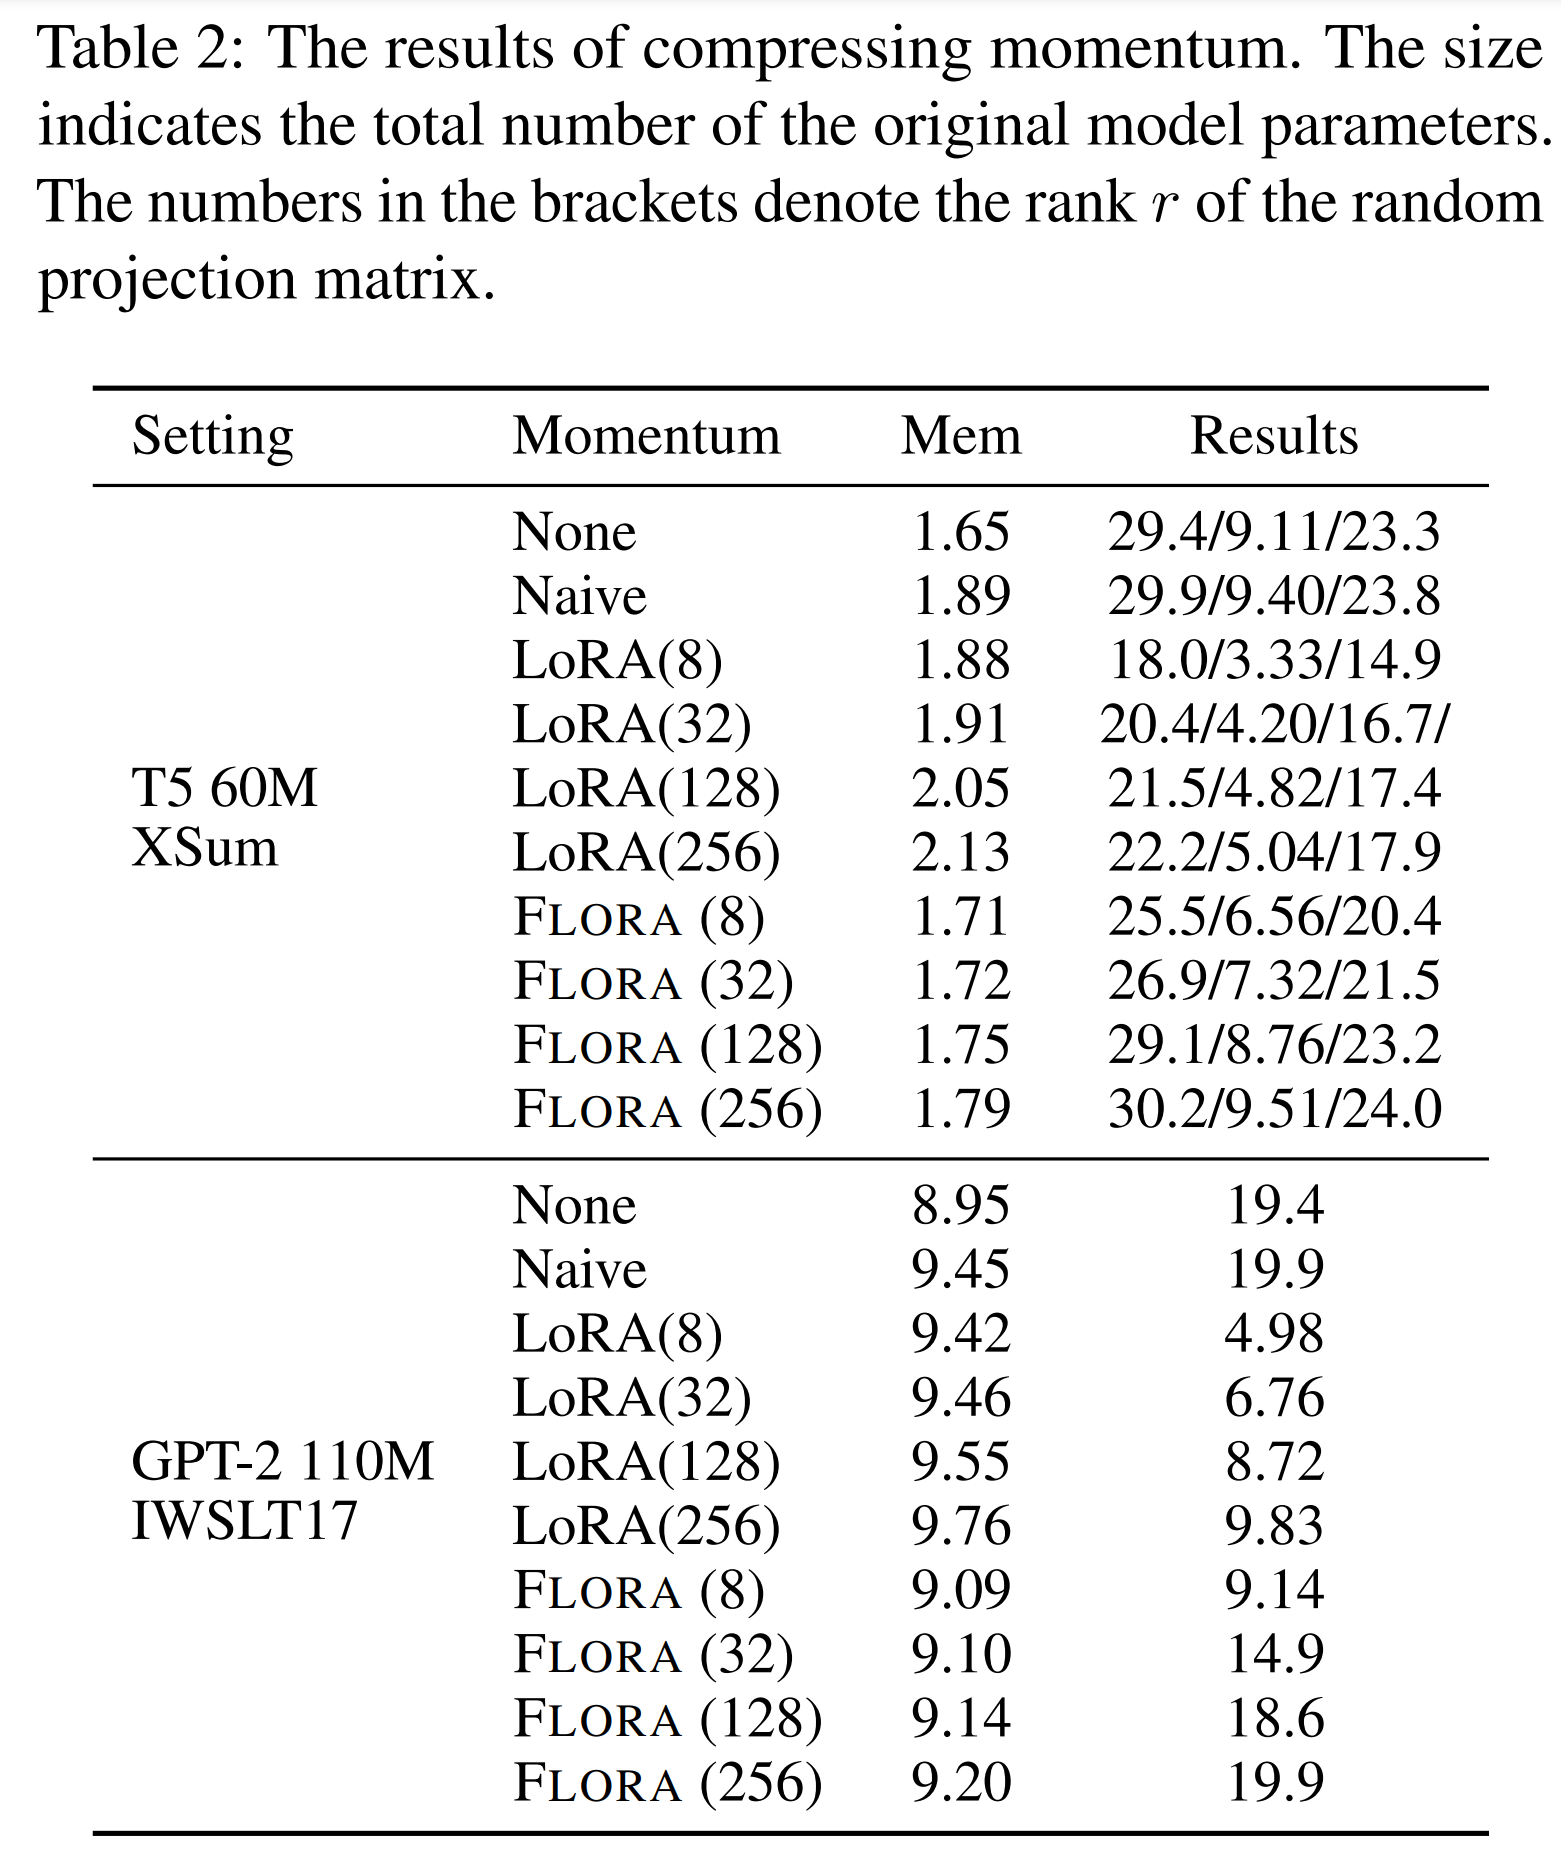 Table 2: The results of compressing momentum. The size
indicates the total number of the original model parameters.
The numbers in the brackets denote the rank r of the random
projection matrix.
Setting Momentum Mem Results
T5 60M
XSum
None 1.65 29.4/9.11/23.3
Naive 1.89 29.9/9.40/23.8
LoRA(8) 1.88 18.0/3.33/14.9
LoRA(32) 1.91 20.4/4.20/16.7/
LoRA(128) 2.05 21.5/4.82/17.4
LoRA(256) 2.13 22.2/5.04/17.9
FLORA (8) 1.71 25.5/6.56/20.4
FLORA (32) 1.72 26.9/7.32/21.5
FLORA (128) 1.75 29.1/8.76/23.2
FLORA (256) 1.79 30.2/9.51/24.0
GPT-2 110M
IWSLT17
None 8.95 19.4
Naive 9.45 19.9
LoRA(8) 9.42 4.98
LoRA(32) 9.46 6.76
LoRA(128) 9.55 8.72
LoRA(256) 9.76 9.83
FLORA (8) 9.09 9.14
FLORA (32) 9.10 14.9
FLORA (128) 9.14 18.6
FLORA (256) 9.20 19.9